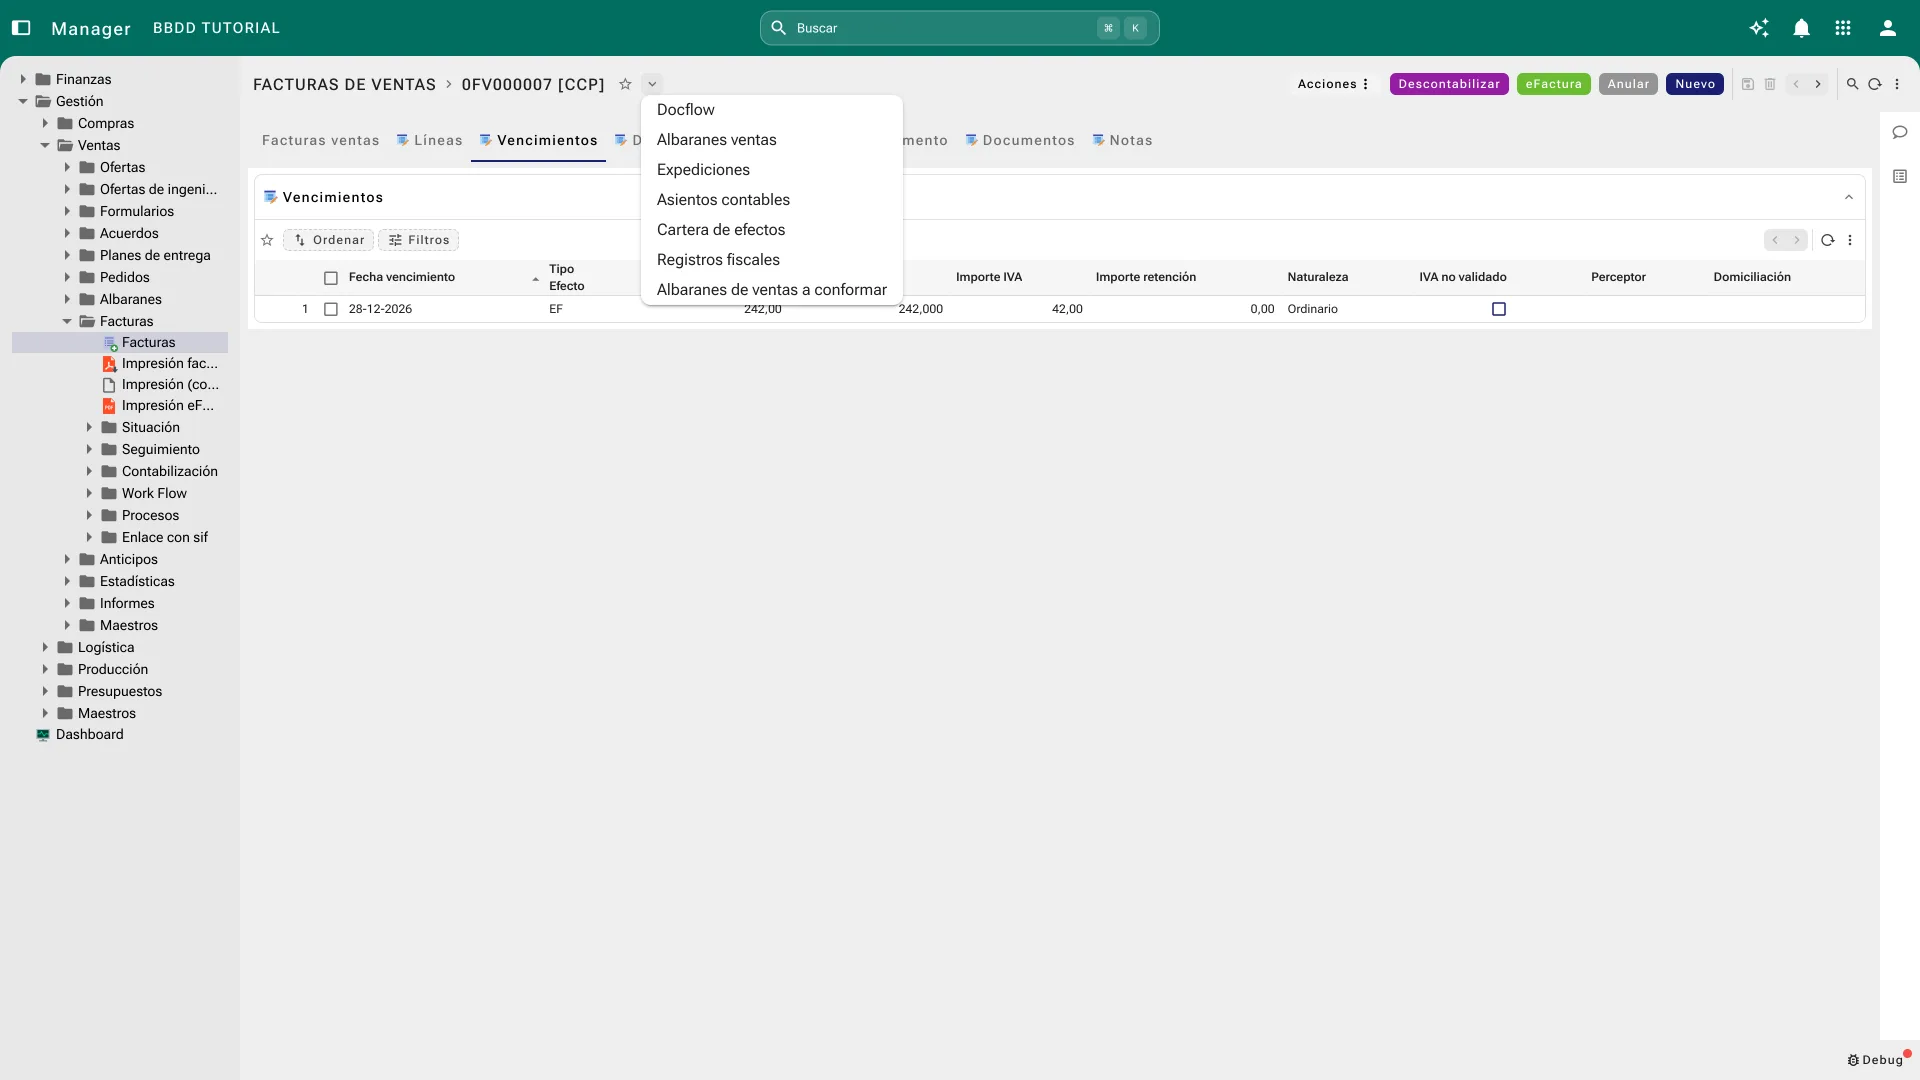 Manager BBDD TUTORIAL
Buscar ⌘ K
Finanzas
Gestión
Compras
Ventas
Ofertas
Ofertas de ingeni...
Formularios
Acuerdos
Planes de entrega
Pedidos
Albaranes
Facturas
Facturas
Impresión fac...
Impresión (co...
Impresión eF...
Situación
Seguimiento
Contabilización
Work Flow
Procesos
Enlace con sif
Anticipos
Estadísticas
Informes
Maestros
Logística
Producción
Presupuestos
Maestros
Dashboard
FACTURAS DE VENTAS › 0FV000007 [CCP]
Acciones Descontabilizar eFactura Anular Nuevo
Facturas ventas Líneas Vencimientos D mento Documentos Notas
Docflow
Albaranes ventas
Expediciones
Asientos contables
Cartera de efectos
Registros fiscales
Albaranes de ventas a conformar
Vencimientos
Ordenar Filtros
Fecha vencimiento Tipo Efecto Importe IVA Importe retención Naturaleza IVA no validado Perceptor Domiciliación
1 28-12-2026 EF 242,00 242,000 42,00 0,00 Ordinario
Debug